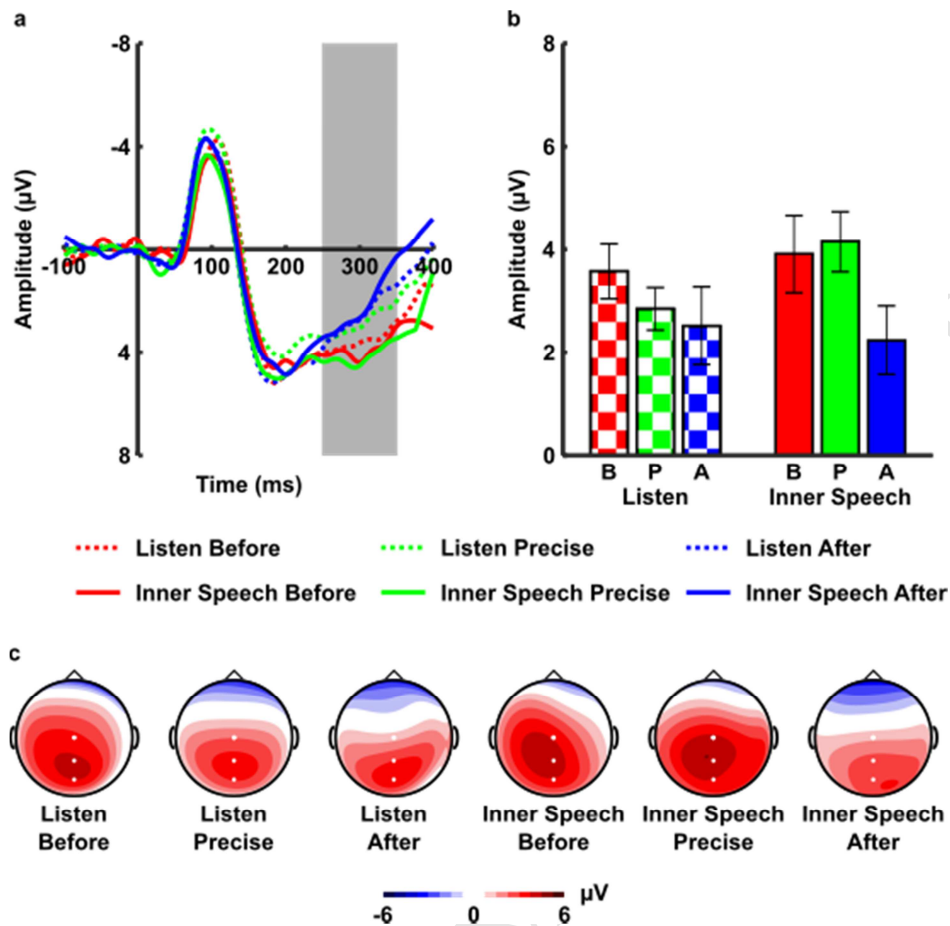 a
-8
-4
4
8
-100
100
200
300
400
Amplitude (µV)
Time (ms)
b
8
6
4
2
0
Amplitude (µV)
B P A B P A
Listen Inner Speech
Listen Before Listen Precise Listen After
Inner Speech Before Inner Speech Precise Inner Speech After
c
Listen Listen Listen Inner Speech Inner Speech Inner Speech
Before Precise After Before Precise After
µV
-6 0 6